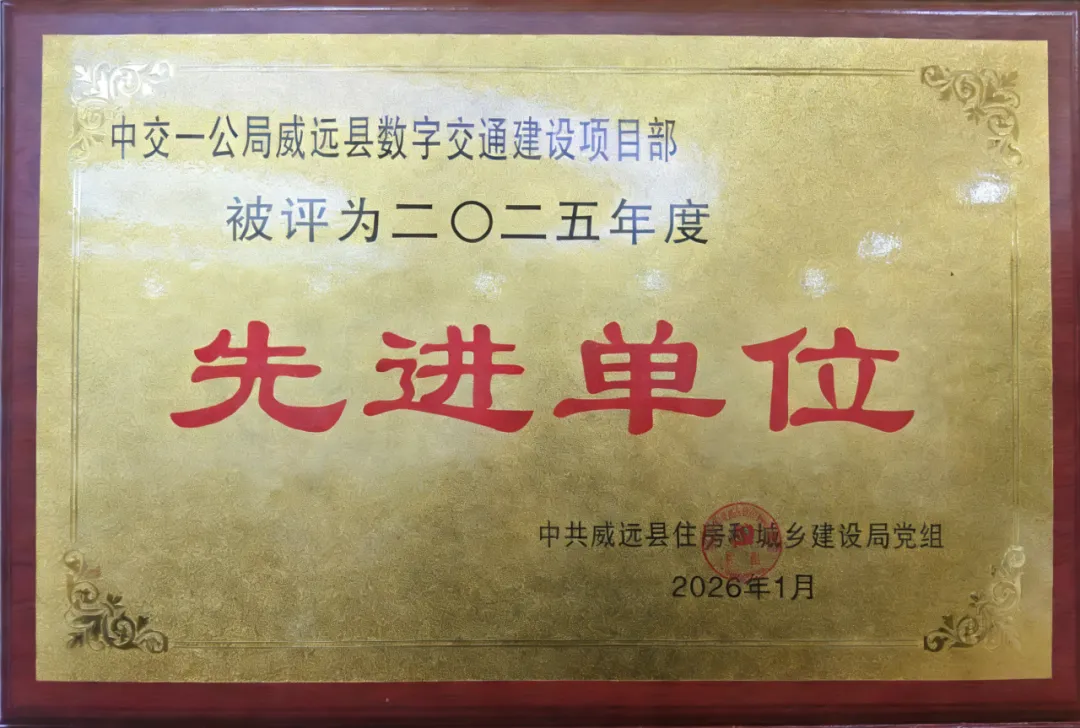 中交一公局威远县数字交通建设项目部
被评为二〇二五年度
先进单位
中共威远县住房和城乡建设局党组
2026年1月